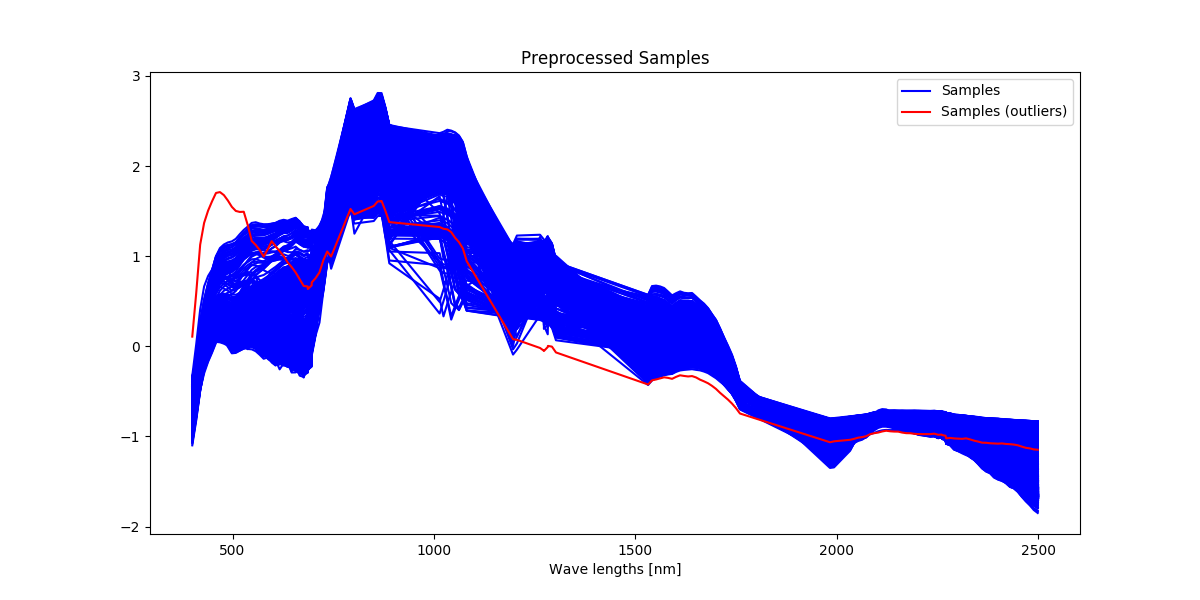 Preprocessed Samples
Samples
Samples (outliers)
3
2
1
0
−1
−2
500 1000 1500 2000 2500
Wave lengths [nm]